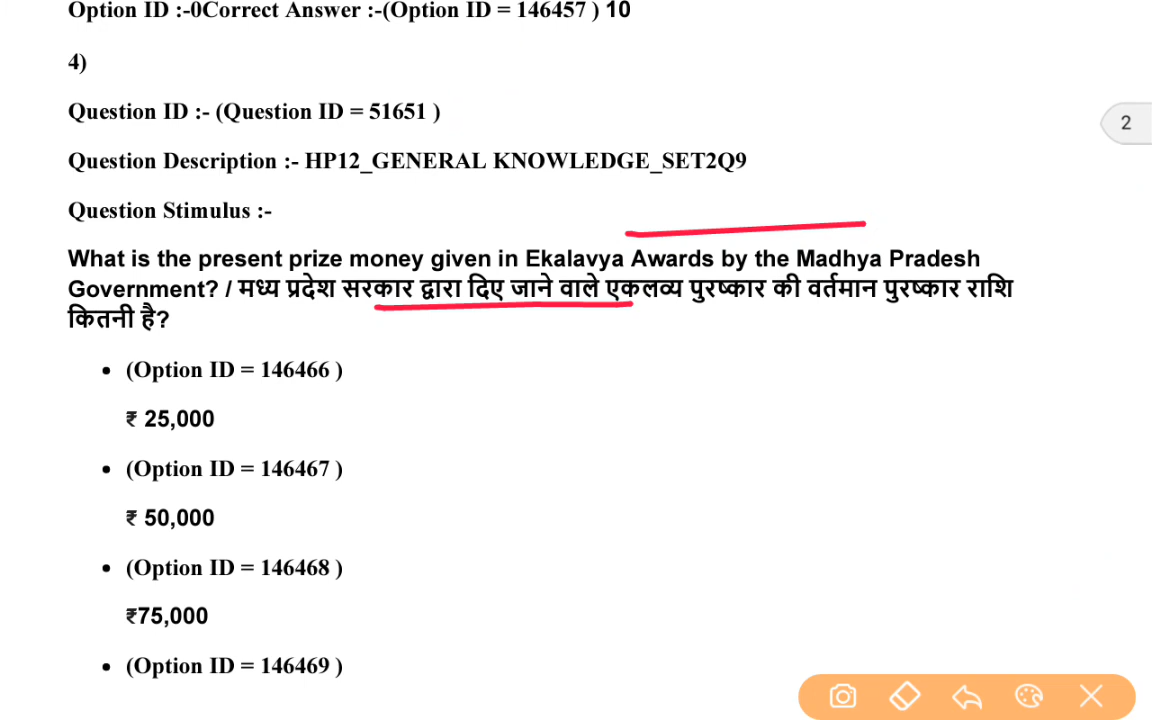 Option ID :-0Correct Answer :-(Option ID = 146457 ) 10
4)
Question ID :- (Question ID = 51651 )
2
Question Description :- HP12_GENERAL KNOWLEDGE_SET2Q9
Question Stimulus :-
What is the present prize money given in Ekalavya Awards by the Madhya Pradesh
Government? / मध्य प्रदेश सरकार द्वारा दिए जाने वाले एकलव्य पुरष्कार की वर्तमान पुरष्कार राशि
कितनी है?
• (Option ID = 146466 )
₹ 25,000
• (Option ID = 146467 )
₹ 50,000
• (Option ID = 146468 )
₹75,000
• (Option ID = 146469 )